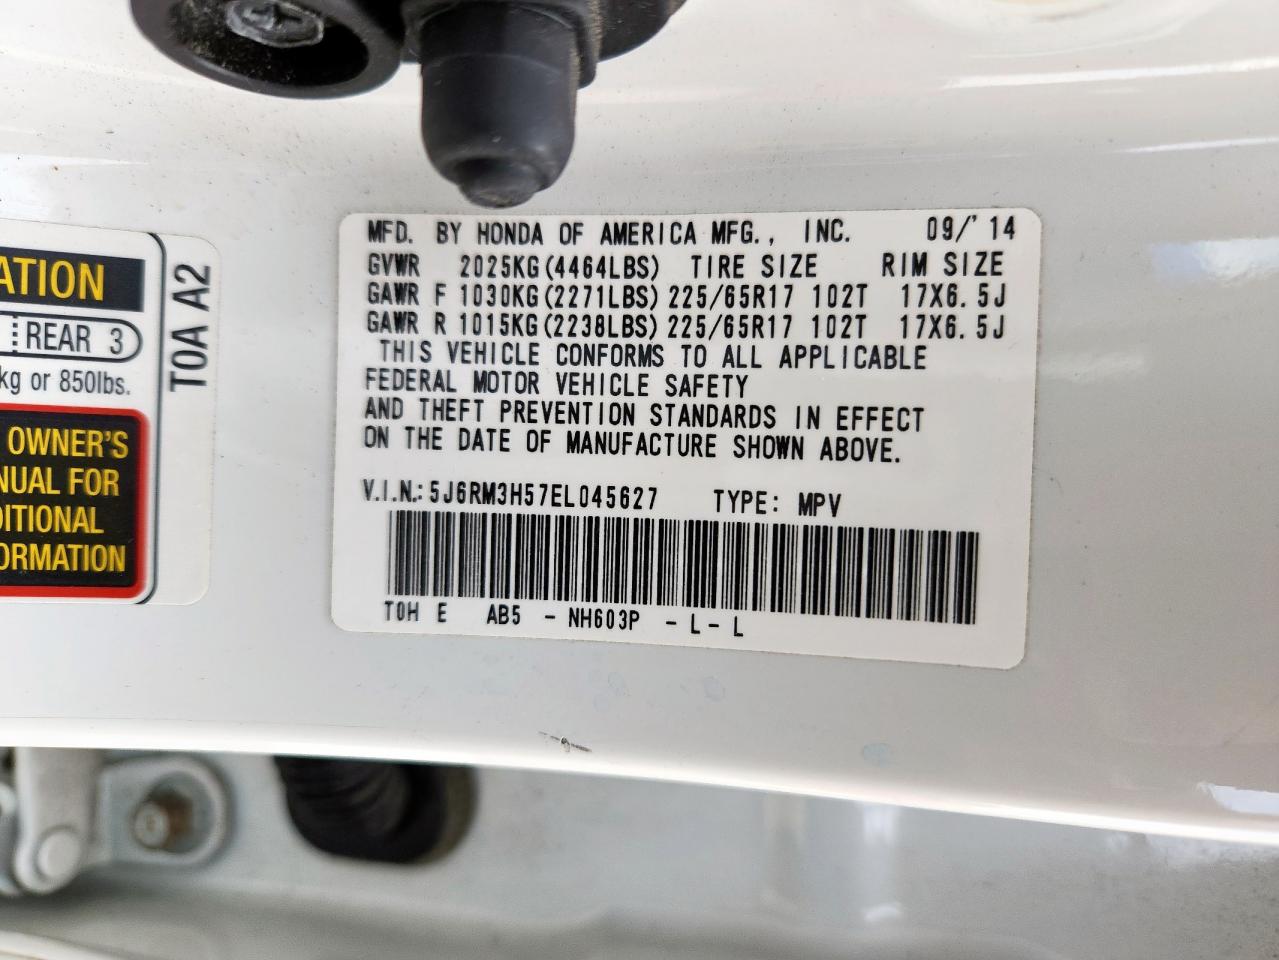 MFD. BY HONDA OF AMERICA MFG., INC. 09/'14
GVWR 2025KG(4464LBS) TIRE SIZE RIM SIZE
GAWR F 1030KG(2271LBS) 225/65R17 102T 17X6.5J
GAWR R 1015KG(2238LBS) 225/65R17 102T 17X6.5J
THIS VEHICLE CONFORMS TO ALL APPLICABLE
FEDERAL MOTOR VEHICLE SAFETY
AND THEFT PREVENTION STANDARDS IN EFFECT
ON THE DATE OF MANUFACTURE SHOWN ABOVE.
V.I.N.: 5J6RM3H57EL045627 TYPE: MPV
T0H E AB5 - NH603P - L - L
ATION
REAR 3
kg or 850lbs.
OWNER'S
NUAL FOR
DITIONAL
FORMATION
T0A A2